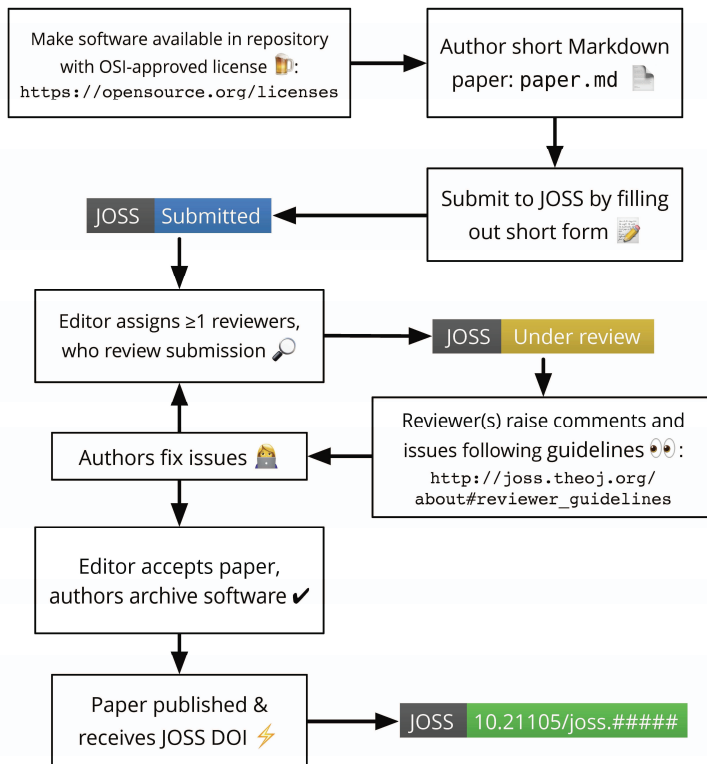 Make software available in repository
with OSI-approved license 🍺:
https://opensource.org/licenses
Author short Markdown
paper: paper.md 📄
Submit to JOSS by filling
out short form 📝
JOSS Submitted
Editor assigns ≥1 reviewers,
who review submission 🔎
JOSS Under review
Reviewer(s) raise comments and
issues following guidelines 👀:
http://joss.theoj.org/
about#reviewer_guidelines
Authors fix issues 👩‍💻
Editor accepts paper,
authors archive software ✔
Paper published &
receives JOSS DOI ⚡
JOSS 10.21105/joss.#####